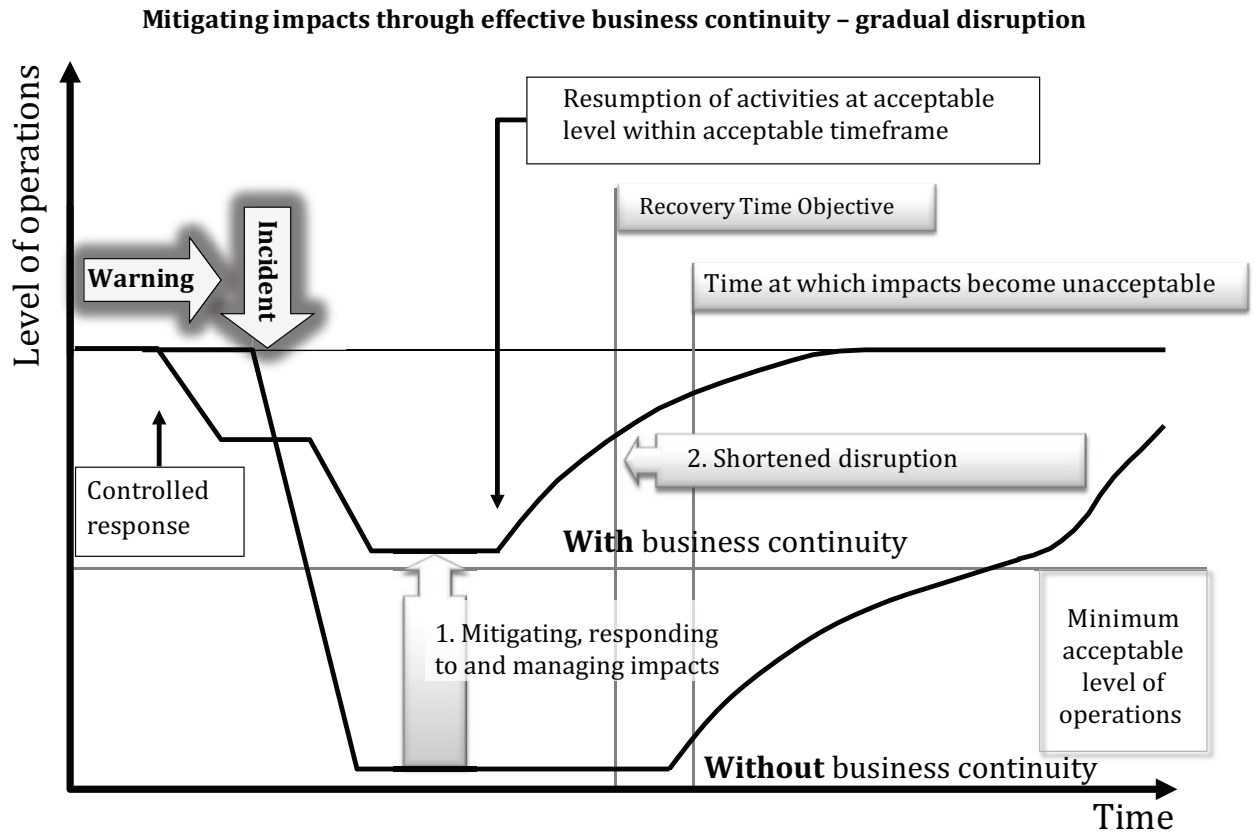 Mitigating impacts through effective business continuity – gradual disruption
Level of operations
Resumption of activities at acceptable
level within acceptable timeframe
Recovery Time Objective
Warning
Incident
Time at which impacts become unacceptable
Controlled
response
2. Shortened disruption
With business continuity
1. Mitigating, responding
to and managing impacts
Minimum
acceptable
level of
operations
Without business continuity
Time